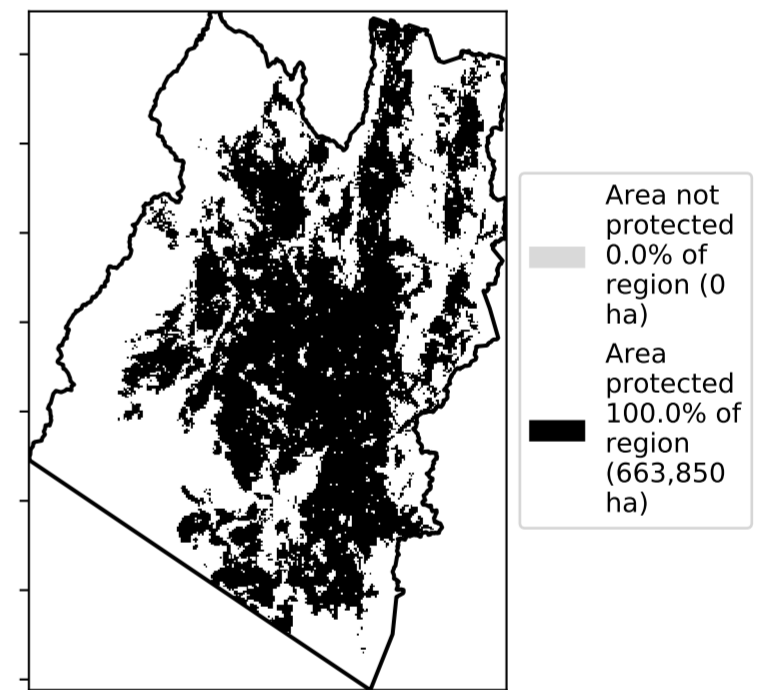 Area not
protected
0.0% of
region (0
ha)
Area
protected
100.0% of
region
(663,850
ha)